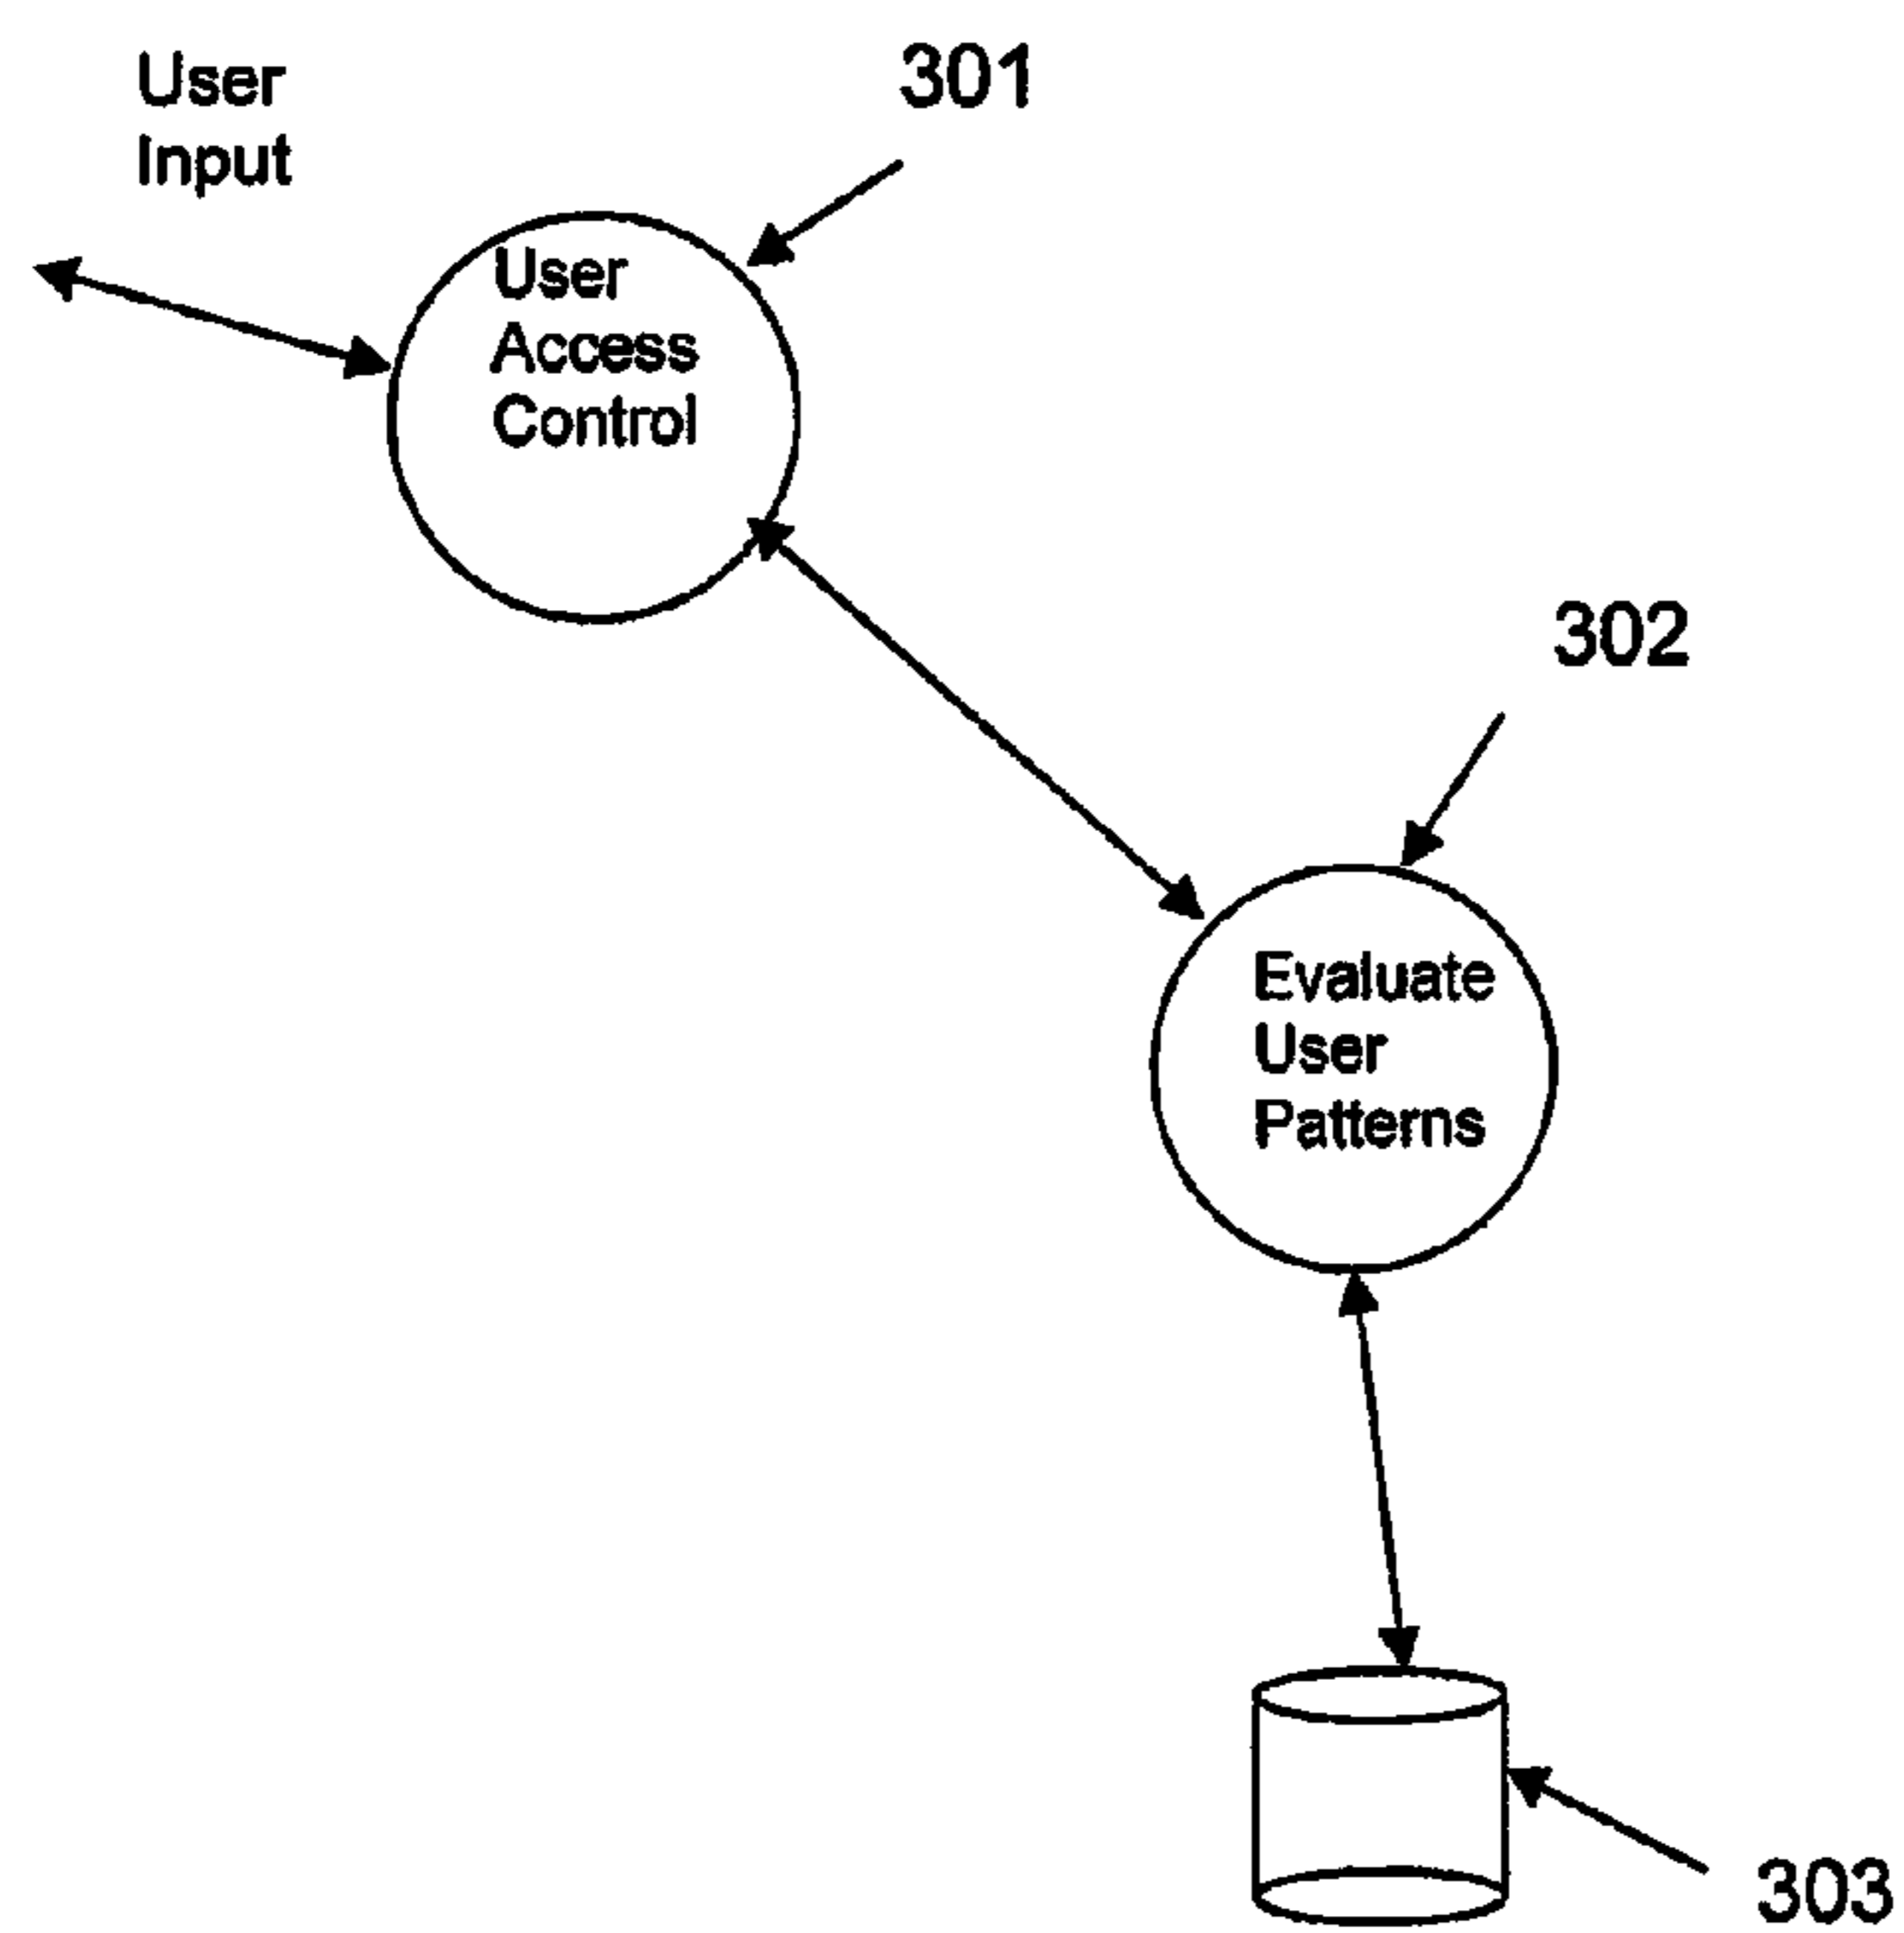 User
Input
301
User
Access
Control
302
Evaluate
User
Patterns
303